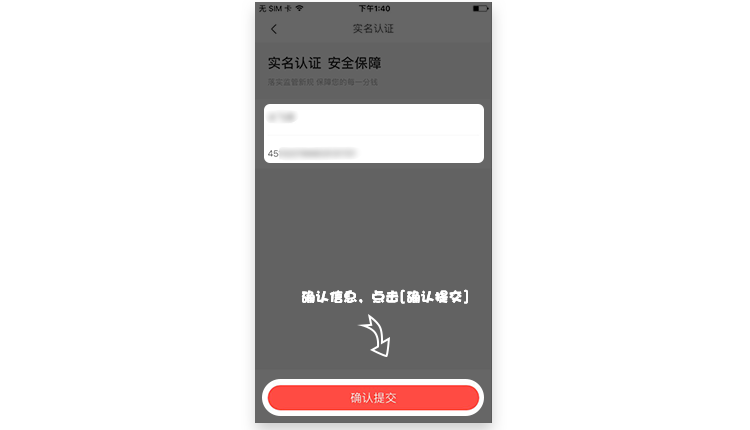 无 SIM 卡 下午1:40
实名认证
实名认证 安全保障
落实监管新规 保障您的每一分钱
45
确认信息，点击[确认提交]
确认提交